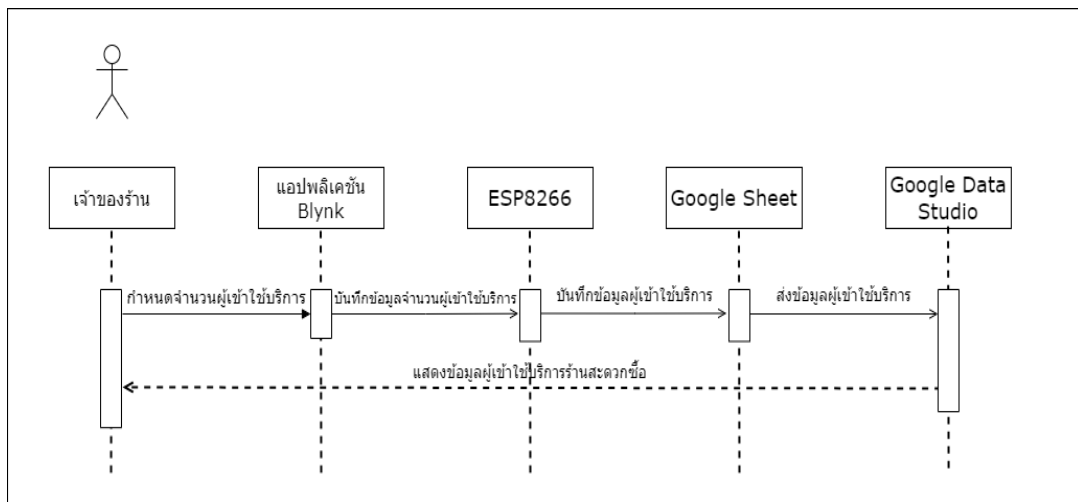 เจ้าของร้าน
แอปพลิเคชัน
Blynk
ESP8266
Google Sheet
Google Data
Studio
กำหนดจำนวนผู้เข้าใช้บริการ
บันทึกข้อมูลจำนวนผู้เข้าใช้บริการ
บันทึกข้อมูลผู้เข้าใช้บริการ
ส่งข้อมูลผู้เข้าใช้บริการ
แสดงข้อมูลผู้เข้าใช้บริการร้านสะดวกซื้อ